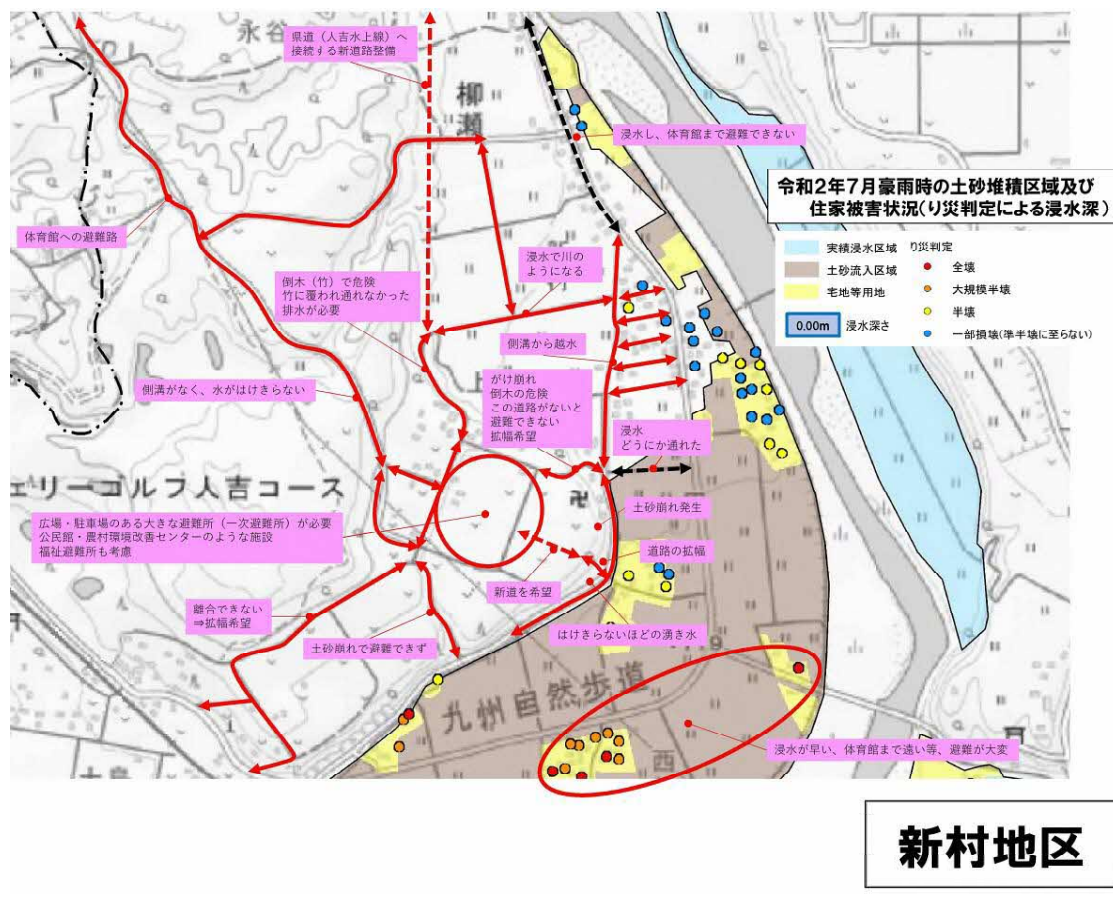 永谷
県道（人吉水上線）へ
接続する新道路整備
柳瀬
浸水し、体育館まで避難できない
令和2年7月豪雨時の土砂堆積区域及び
住家被害状況(り災判定による浸水深)
実績浸水区域
土砂流入区域
宅地等用地
0.00m 浸水深さ
り災判定
全壊
大規模半壊
半壊
一部損壊(準半壊に至らない)
体育館への避難路
浸水で川の
ようになる
倒木（竹）で危険
竹に覆われ通れなかった
排水が必要
側溝から越水
側溝がなく、水がはけきらない
上
がけ崩れ
倒木の危険
この道路がないと
避難できない
拡幅希望
浸水
どうにか通れた
ェリーゴルフ人吉コース
広場・駐車場のある大きな避難所（一次避難所）が必要
公民館・農村環境改善センターのような施設
福祉避難所も考慮
土砂崩れ発生
道路の拡幅
新道を希望
離合できない
⇒拡幅希望
土砂崩れで避難できず
はけきらないほどの湧き水
九州自然歩道
西
浸水が早い、体育館まで遠い等、避難が大変
新村地区